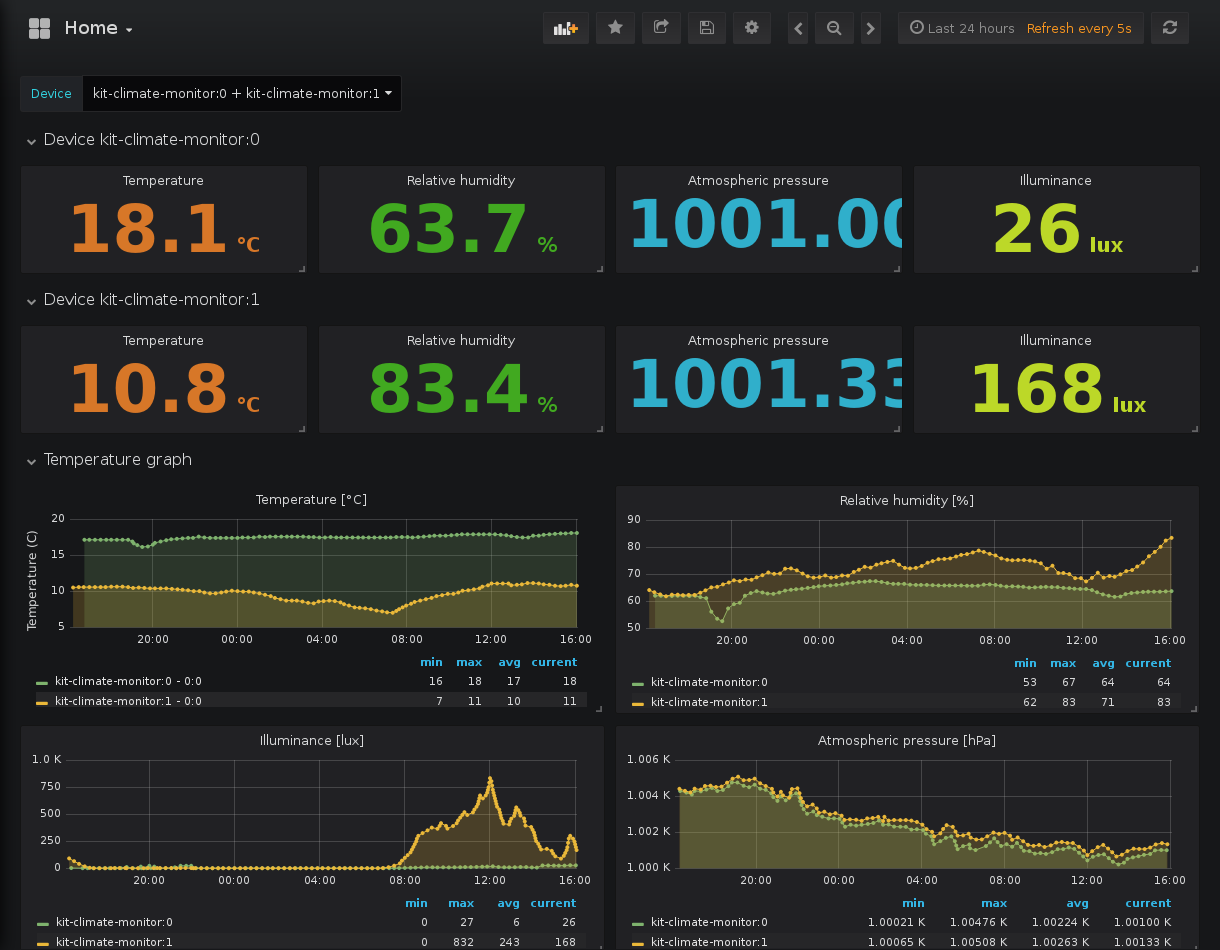 Home
Last 24 hours Refresh every 5s
Device kit-climate-monitor:0 + kit-climate-monitor:1
Device kit-climate-monitor:0
Temperature Relative humidity Atmospheric pressure Illuminance
18.1 °C 63.7 % 1001.00 26 lux
Device kit-climate-monitor:1
Temperature Relative humidity Atmospheric pressure Illuminance
10.8 °C 83.4 % 1001.33 168 lux
Temperature graph
Temperature [°C]
Temperature (C)
20
15
10
5
20:00 00:00 04:00 08:00 12:00 16:00
min max avg current
kit-climate-monitor:0 - 0:0 16 18 17 18
kit-climate-monitor:1 - 0:0 7 11 10 11
Relative humidity [%]
90
80
70
60
50
20:00 00:00 04:00 08:00 12:00 16:00
min max avg current
kit-climate-monitor:0 53 67 64 64
kit-climate-monitor:1 62 83 71 83
Illuminance [lux]
1.0 K
750
500
250
0
20:00 00:00 04:00 08:00 12:00 16:00
min max avg current
kit-climate-monitor:0 0 27 6 26
kit-climate-monitor:1 0 832 243 168
Atmospheric pressure [hPa]
1.006 K
1.004 K
1.002 K
1.000 K
20:00 00:00 04:00 08:00 12:00 16:00
min max avg current
kit-climate-monitor:0 1.00021 K 1.00476 K 1.00224 K 1.00100 K
kit-climate-monitor:1 1.00065 K 1.00508 K 1.00263 K 1.00133 K